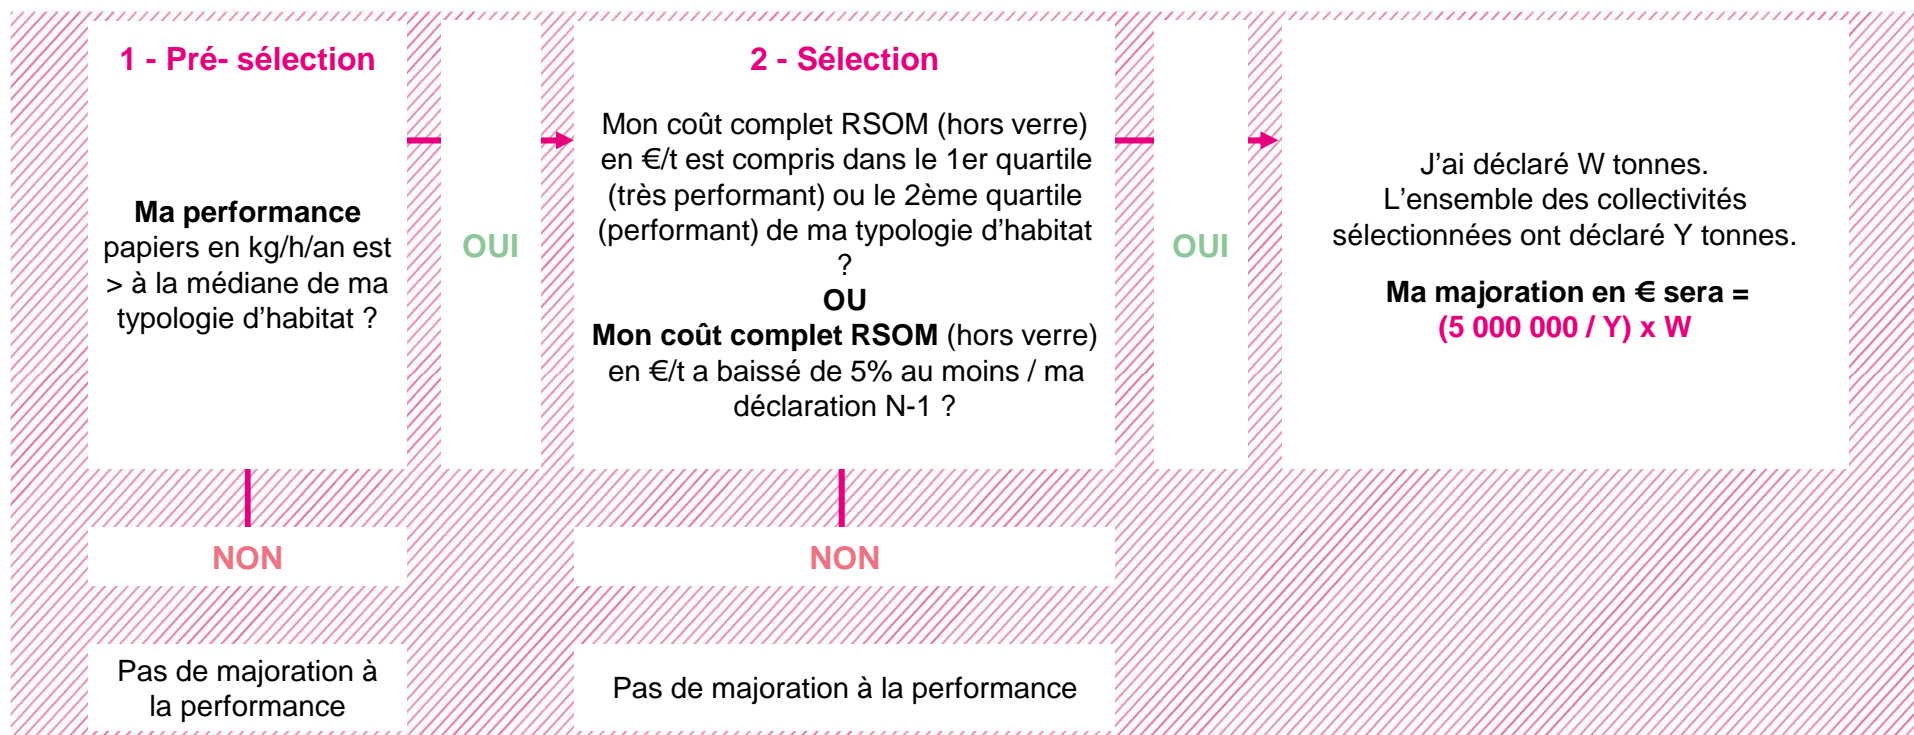 1 - Pré- sélection
Ma performance
papiers en kg/h/an est
> à la médiane de ma
typologie d'habitat ?
OUI
2 - Sélection
Mon coût complet RSOM (hors verre)
en €/t est compris dans le 1er quartile
(très performant) ou le 2ème quartile
(performant) de ma typologie d'habitat
?
OU
Mon coût complet RSOM (hors verre)
en €/t a baissé de 5% au moins / ma
déclaration N-1 ?
OUI
J'ai déclaré W tonnes.
L'ensemble des collectivités
sélectionnées ont déclaré Y tonnes.
Ma majoration en € sera =
(5 000 000 / Y) x W
NON
NON
Pas de majoration à
la performance
Pas de majoration à la performance